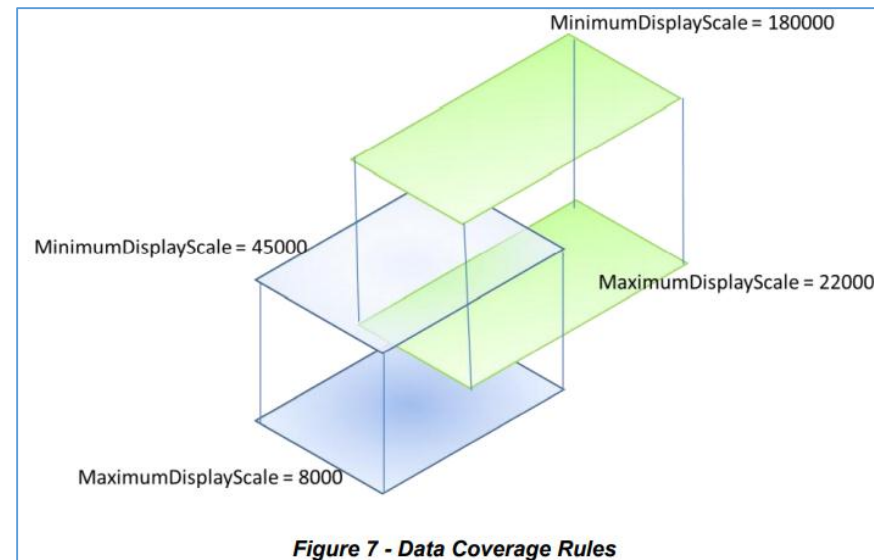 MinimumDisplayScale = 180000
MinimumDisplayScale = 45000
MaximumDisplayScale = 22000
MaximumDisplayScale = 8000
Figure 7 - Data Coverage Rules